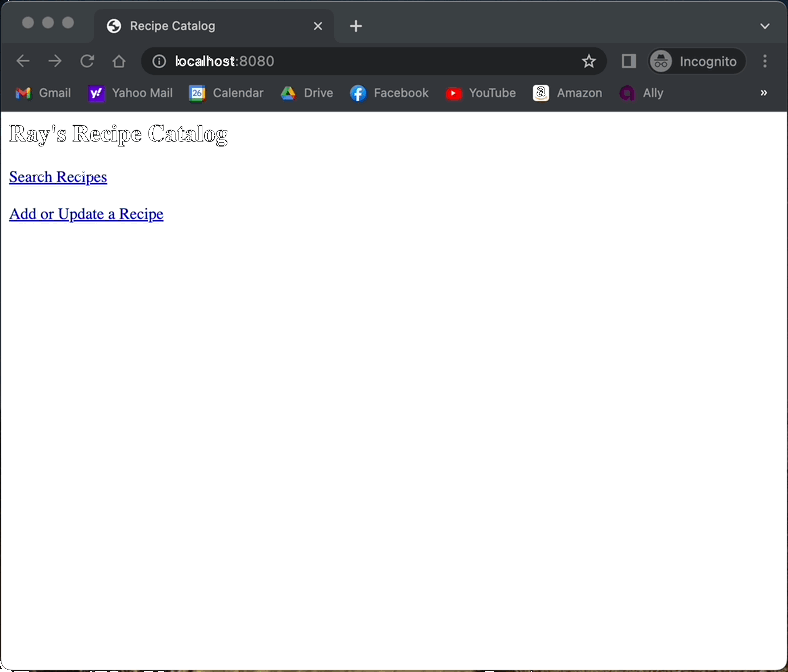 Recipe Catalog
localhost:8080
Incognito
Gmail Yahoo Mail 26 Calendar Drive Facebook YouTube Amazon Ally »
Ray's Recipe Catalog
Search Recipes
Add or Update a Recipe